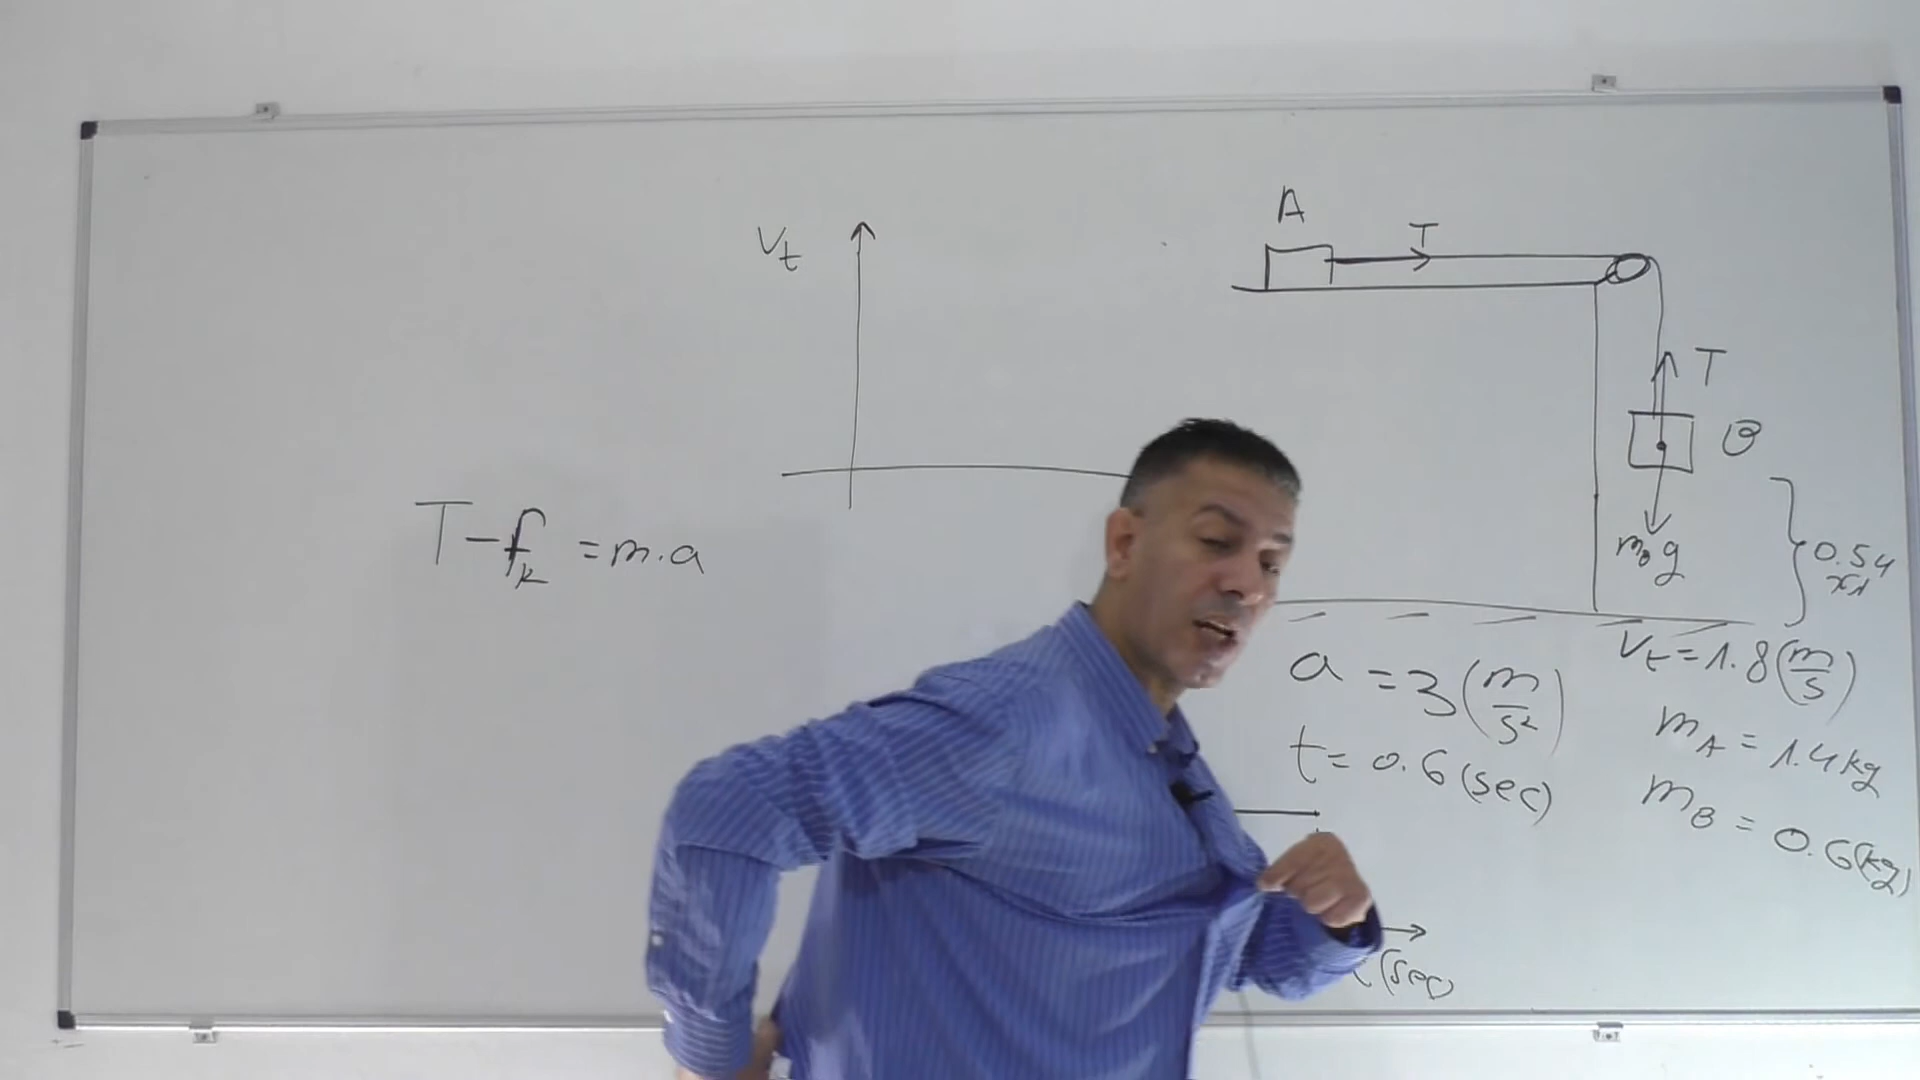 V_t
T - f_k = m.a
A
T
T
B
m_B g
0.54
a = 3 (m/s²)
t = 0.6 (sec)
V_t = 1.8 (m/s)
m_A = 1.4 kg
m_B = 0.6 (kg)
(sec)